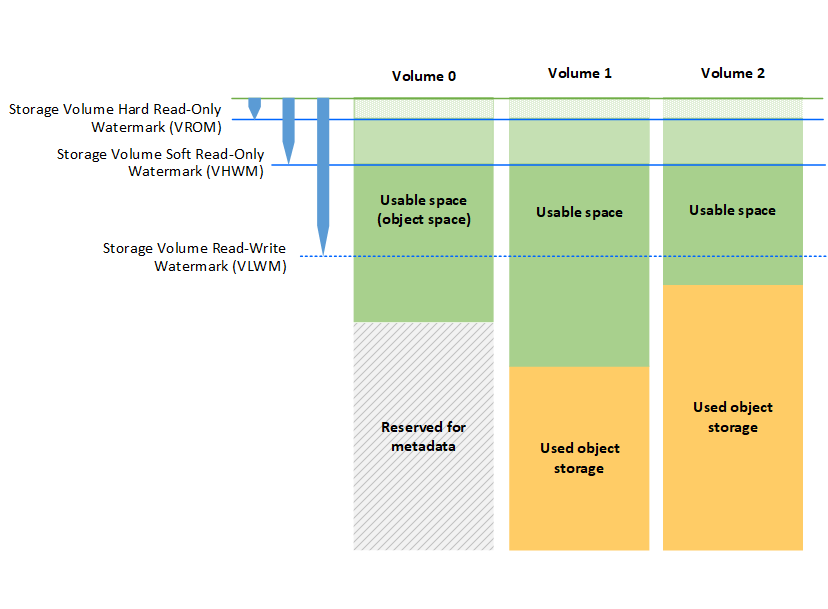 Volume 0
Volume 1
Volume 2
Storage Volume Hard Read-Only
Watermark (VROM)
Storage Volume Soft Read-Only
Watermark (VHWM)
Storage Volume Read-Write
Watermark (VLWM)
Usable space
(object space)
Usable space
Usable space
Reserved for
metadata
Used object
storage
Used object
storage